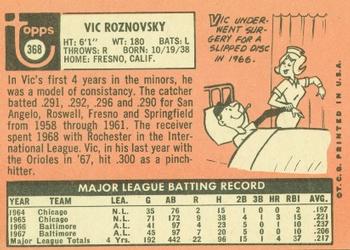 topps
368
VIC ROZNOVSKY
HT: 6'1" WT: 180 BATS: L
THROWS: R BORN: 10/19/38
HOME: FRESNO, CALIF.
In Vic's first 4 years in the minors, he
was a model of consistancy. The catcher
batted .291, .292, .296, .290 for San
Angelo, Roswell, Fresno and Springfield
from 1958 through 1961. The receiver
spent 1968 with Rochester in the Inter-
national League. Vic, in his last year with
the Orioles in '67, hit .300 as a pinch-
hitter.
VIC UNDER-
WENT SUR-
GERY FOR A
SLIPPED DISC
IN 1966.
©T.C.G. PRINTED IN U.S.A.
MAJOR LEAGUE BATTING RECORD
YEAR TEAM LEA. G AB R H 2B 3B HR RBI AVG.
1964 Chicago N.L. 35 76 2 15 1 0 0 2 .197
1965 Chicago N.L. 71 172 9 38 4 1 3 15 .221
1966 Baltimore A.L. 41 97 4 23 5 0 1 10 .237
1967 Baltimore A.L. 45 97 7 20 5 0 0 10 .206
Major League Totals 4 Yrs. 192 442 22 96 15 1 4 37 .217